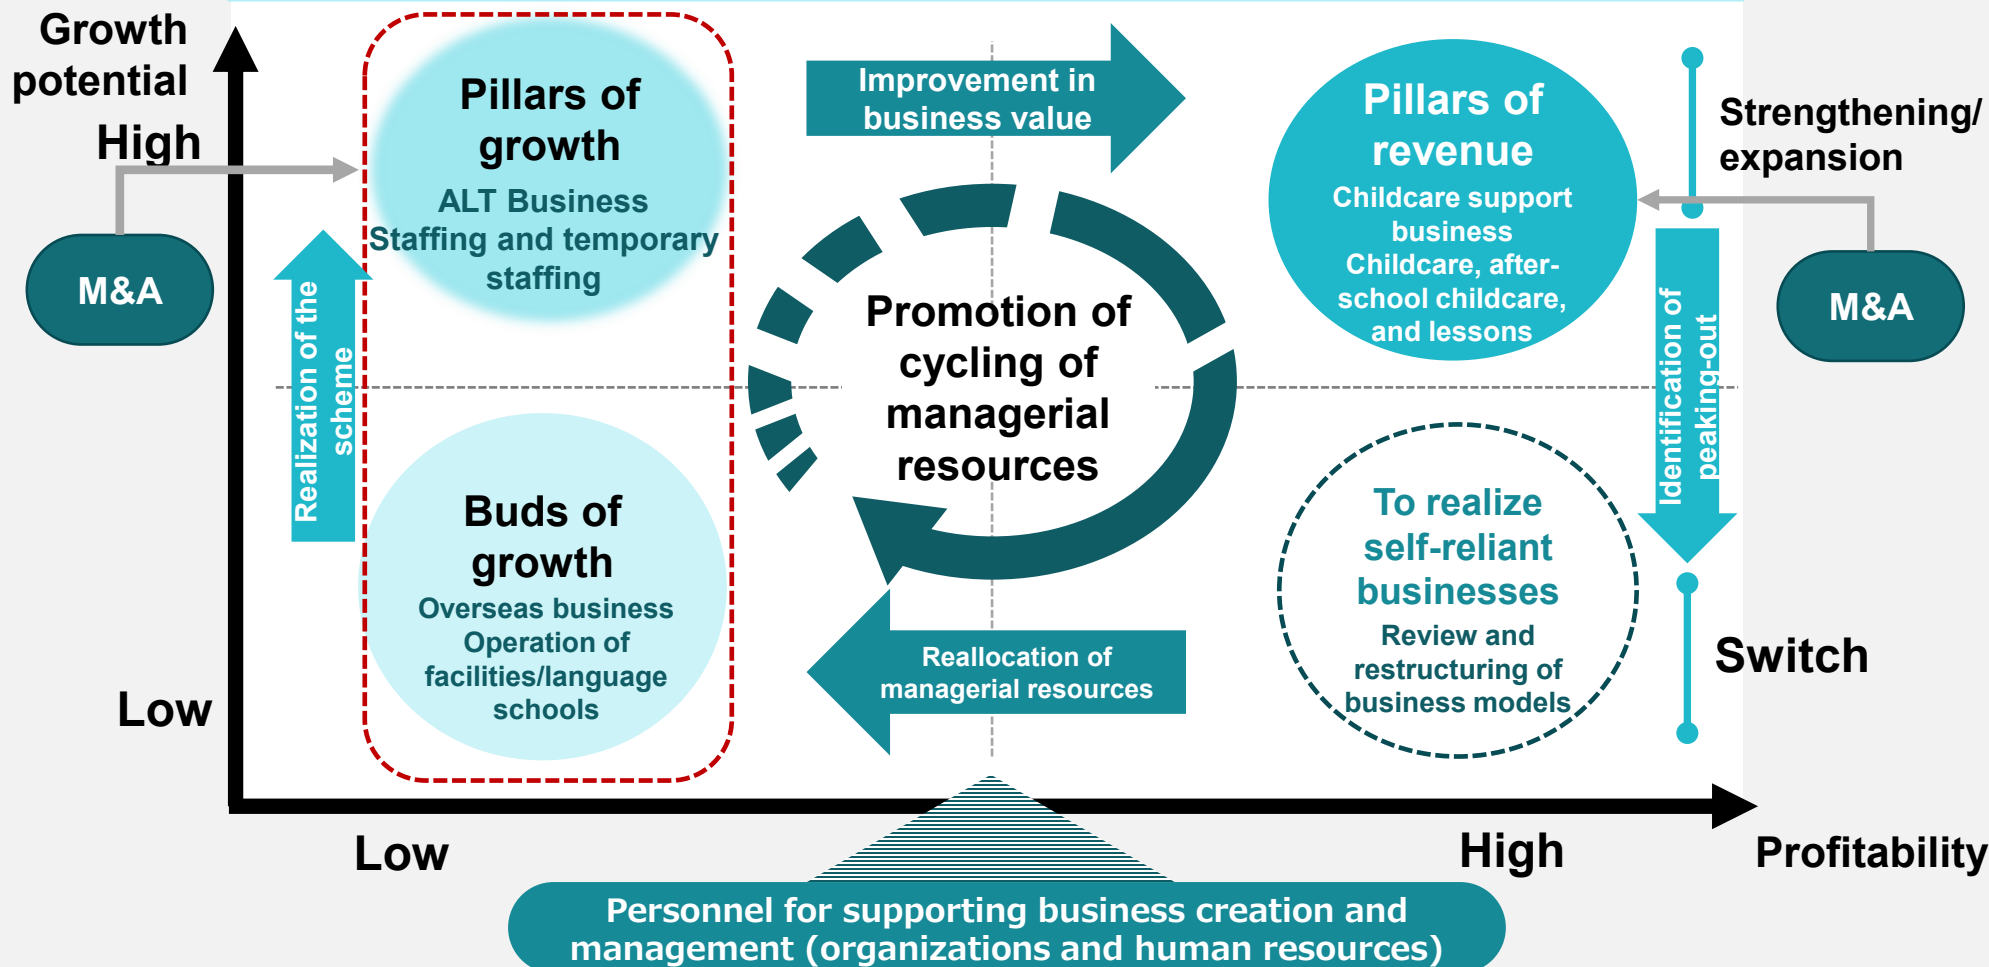 Growth
potential
High
Low
M&A
Realization of the
scheme
Pillars of
growth
ALT Business
Staffing and temporary
staffing
Buds of
growth
Overseas business
Operation of
facilities/language
schools
Improvement in
business value
Promotion of
cycling of
managerial
resources
Reallocation of
managerial resources
Pillars of
revenue
Childcare support
business
Childcare, after-
school childcare,
and lessons
To realize
self-reliant
businesses
Review and
restructuring of
business models
Strengthening/
expansion
Identification of
peaking-out
M&A
Switch
Low
High
Profitability
Personnel for supporting business creation and
management (organizations and human resources)